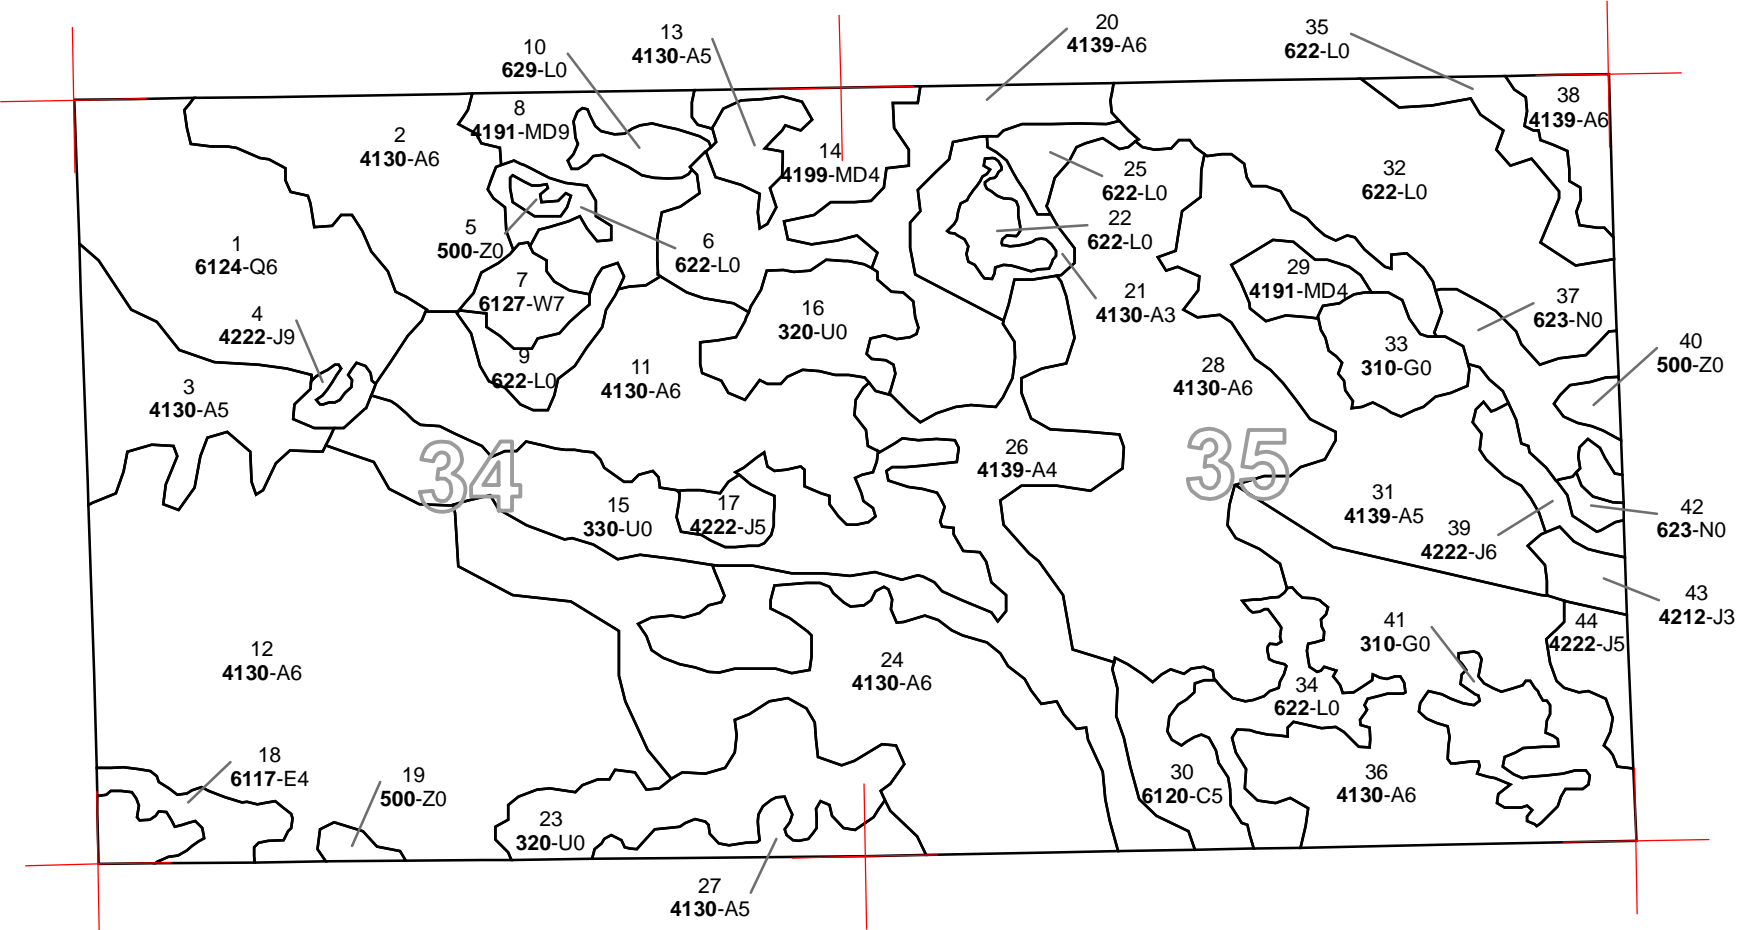 20
4139-A6
35
622-L0
13
4130-A5
10
629-L0
38
4139-A6
8
4191-MD9
2
4130-A6
14
4199-MD4
25
622-L0
32
622-L0
22
622-L0
5
500-Z0
6
622-L0
1
6124-Q6
7
6127-W7
29
4191-MD4
21
4130-A3
37
623-N0
16
320-U0
4
4222-J9
33
310-G0
40
500-Z0
9
622-L0
11
4130-A6
28
4130-A6
3
4130-A5
34
35
26
4139-A4
15
330-U0
17
4222-J5
31
4139-A5
39
4222-J6
42
623-N0
43
4212-J3
41
310-G0
44
4222-J5
12
4130-A6
24
4130-A6
34
622-L0
18
6117-E4
19
500-Z0
30
6120-C5
36
4130-A6
23
320-U0
27
4130-A5